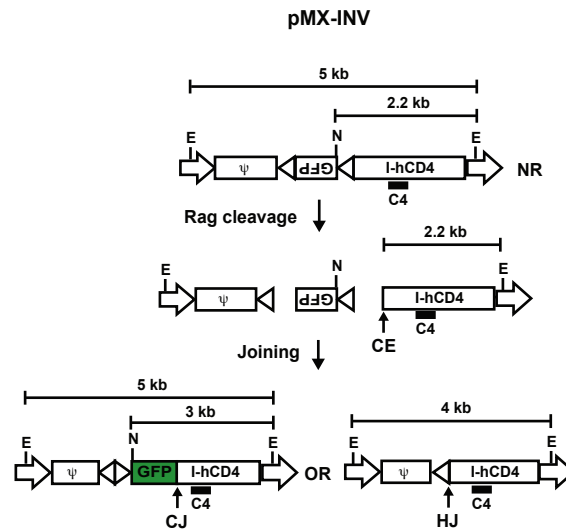 pMX-INV
5 kb
2.2 kb
E N E
ψ GFP I-hCD4 NR
C4
Rag cleavage
2.2 kb
E N E
ψ GFP I-hCD4
C4
CE
Joining
5 kb
3 kb
E N E
ψ GFP I-hCD4 OR
C4
CJ
4 kb
E E
ψ I-hCD4
C4
HJ